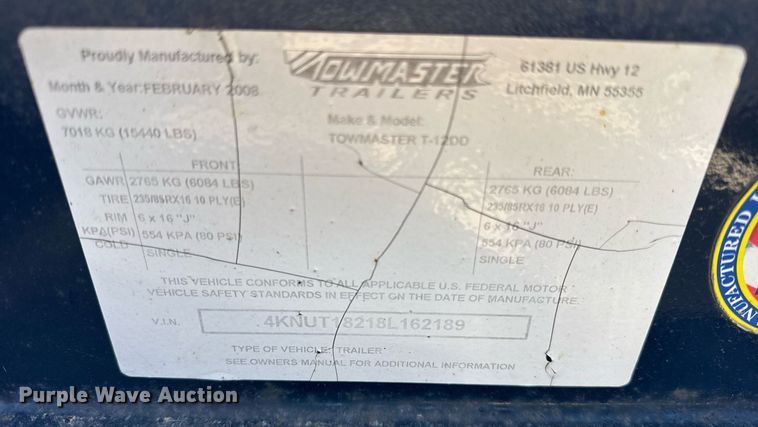 Proudly Manufactured by:
TOWMASTER
TRAILERS
61381 US Hwy 12
Litchfield, MN 55355
Month & Year: FEBRUARY 2008
GVWR:
7018 KG (15440 LBS)
Make & Model:
TOWMASTER T-12DD
FRONT
REAR:
GAWR 2765 KG (6084 LBS) 2765 KG (6084 LBS)
TIRE 235/85RX16 10 PLY(E) 235/85RX16 10 PLY(E)
RIM 6 x 16 "J" 6 x 16 "J"
KPA(PSI) 554 KPA (80 PSI) 554 KPA (80 PSI)
COLD SINGLE SINGLE
THIS VEHICLE CONFORMS TO ALL APPLICABLE U.S. FEDERAL MOTOR
VEHICLE SAFETY STANDARDS IN EFFECT ON THE DATE OF MANUFACTURE.
V.I.N. 4KNUT18218L162189
TYPE OF VEHICLE: TRAILER
SEE OWNERS MANUAL FOR ADDITIONAL INFORMATION
Purple Wave Auction